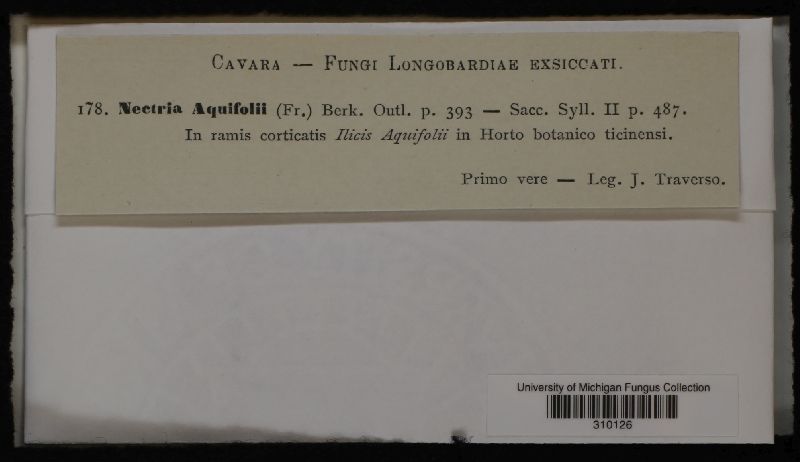 CAVARA — FUNGI LONGOBARDIAE EXSICCATI.
178. Nectria Aquifolii (Fr.) Berk. Outl. p. 393 — Sacc. Syll. II p. 487.
In ramis corticatis Ilicis Aquifolii in Horto botanico ticinensi.
Primo vere — Leg. J. Traverso.
University of Michigan Fungus Collection
310126